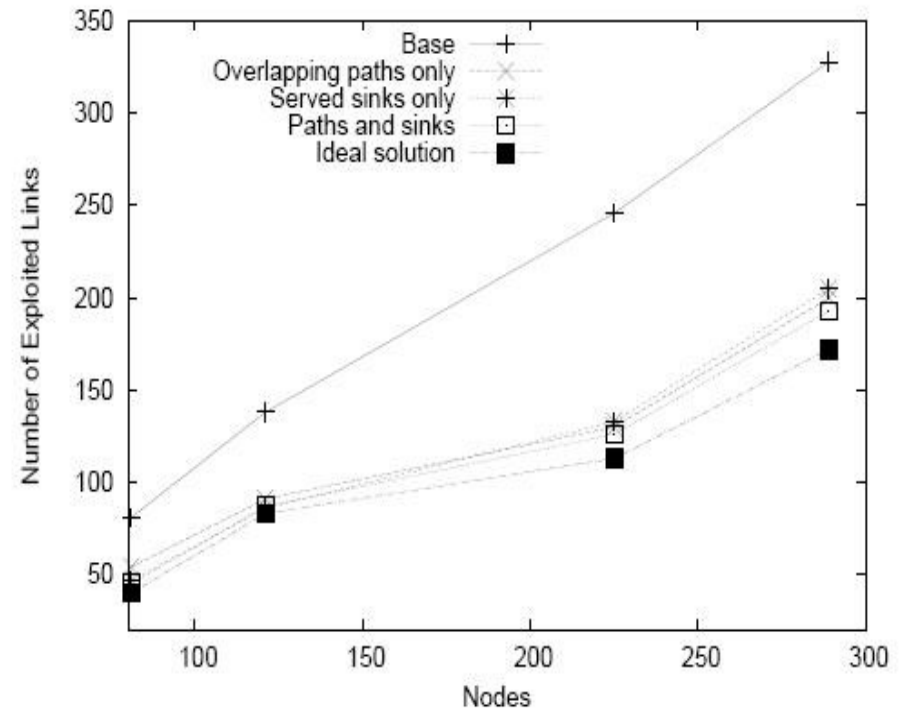 350
300
250
200
150
100
50
Number of Exploited Links
Base
Overlapping paths only
Served sinks only
Paths and sinks
Ideal solution
100
150
200
250
300
Nodes